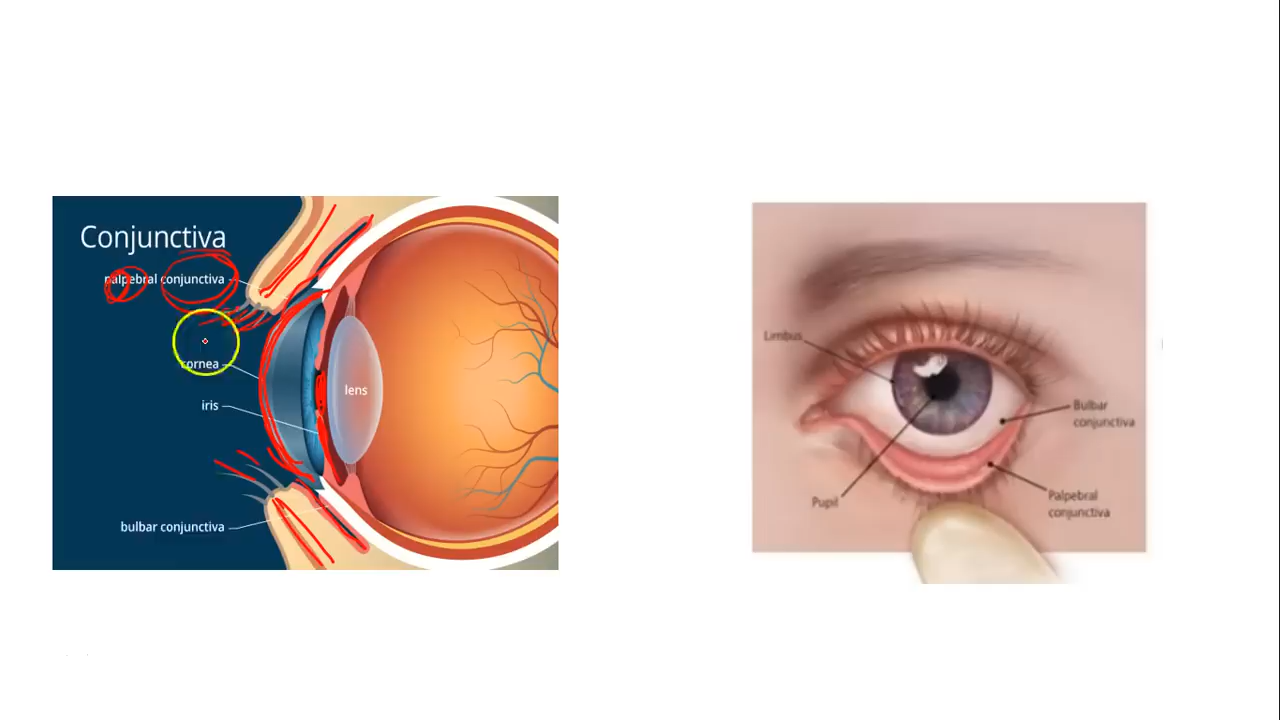 Conjunctiva
palpebral conjunctiva
cornea
iris
lens
bulbar conjunctiva
Limbus
Bulbar
conjunctiva
Pupil
Palpebral
conjunctiva